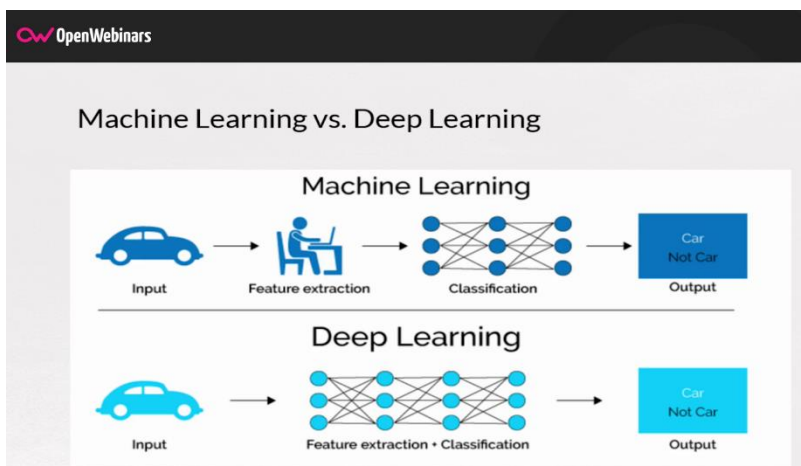 OpenWebinars
Machine Learning vs. Deep Learning
Machine Learning
Car
Not Car
Input
Feature extraction
Classification
Output
Deep Learning
Car
Not Car
Input
Feature extraction + Classification
Output